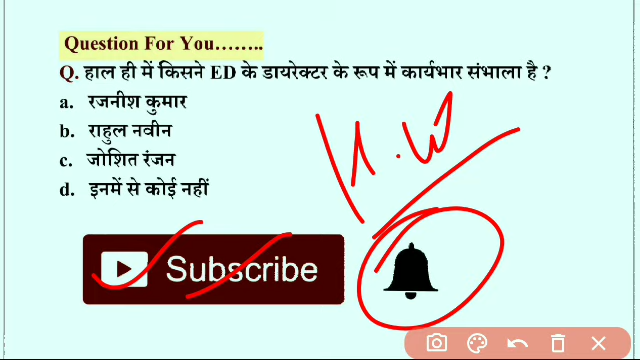 Question For You……..
Q. हाल ही में किसने ED के डायरेक्टर के रूप में कार्यभार संभाला है ?
a. रजनीश कुमार
b. राहुल नवीन
c. जोशित रंजन
d. इनमें से कोई नहीं
H.W
Subscribe